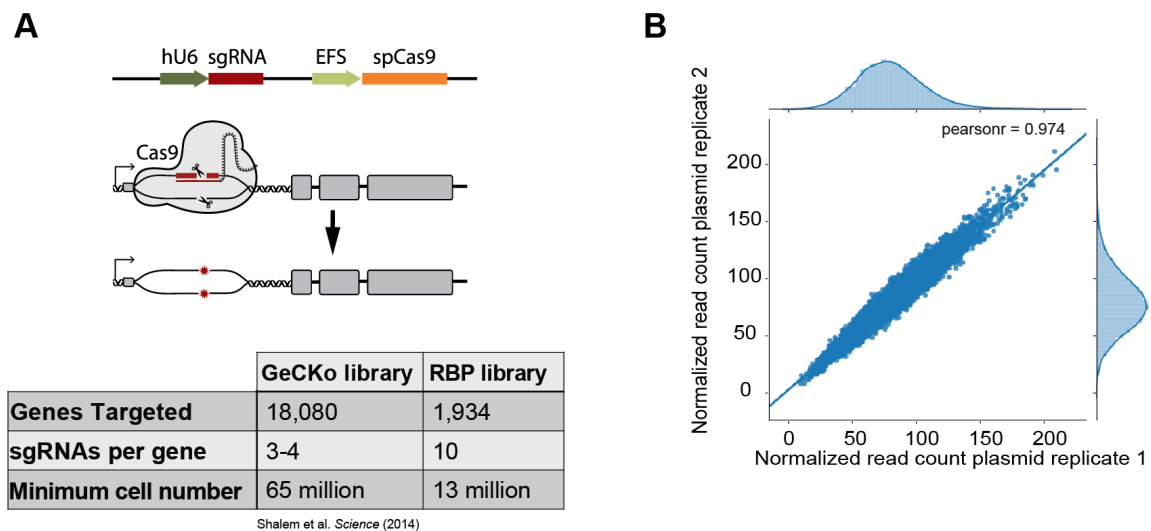 A
hU6 sgRNA EFS spCas9
Cas9
GeCKo library RBP library
Genes Targeted 18,080 1,934
sgRNAs per gene 3-4 10
Minimum cell number 65 million 13 million
Shalem et al. Science (2014)
B
Normalized read count plasmid replicate 2
pearsonr = 0.974
200
150
100
50
0
0 50 100 150 200
Normalized read count plasmid replicate 1